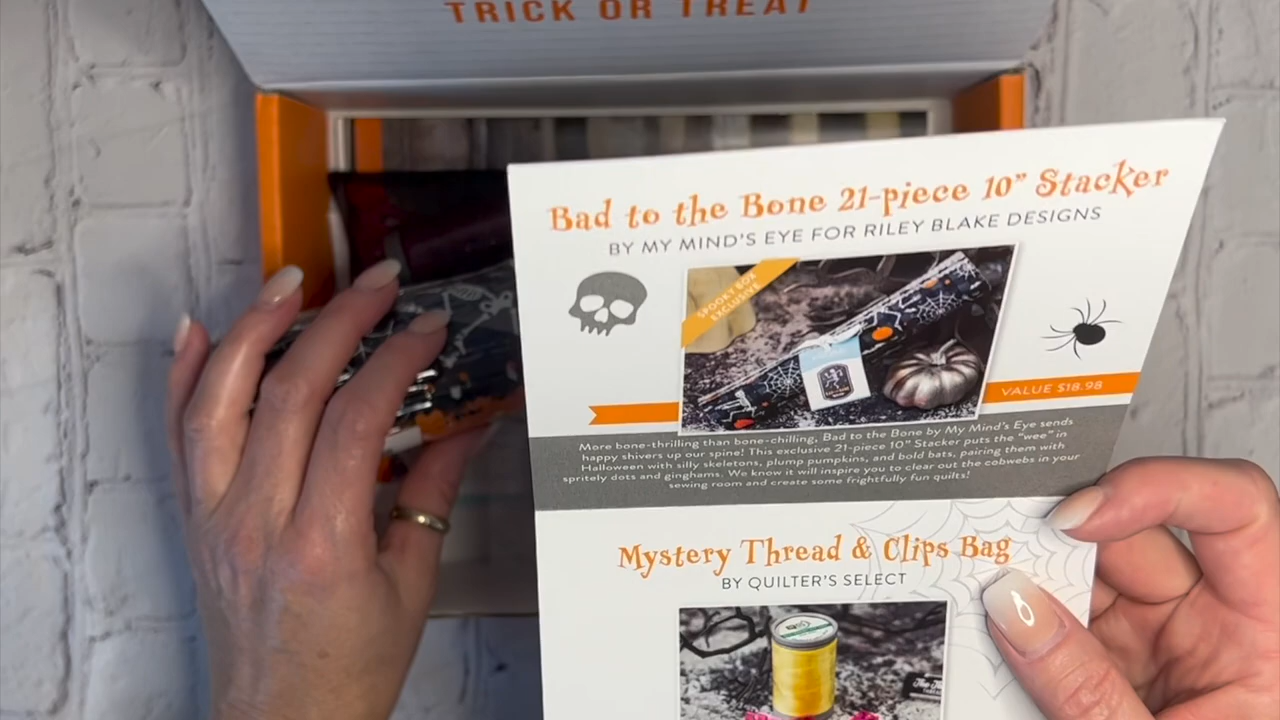 TRICK OR TREAT
Bad to the Bone 21-piece 10" Stacker
BY MY MIND'S EYE FOR RILEY BLAKE DESIGNS
SPOOKY BOX
EXCLUSIVE
VALUE $18.98
More bone-thrilling than bone-chilling, Bad to the Bone by My Mind's Eye sends
happy shivers up our spine! This exclusive 21-piece 10" Stacker puts the "wee" in
Halloween with silly skeletons, plump pumpkins, and bold bats, pairing them with
spritely dots and ginghams. We know it will inspire you to clear out the cobwebs in your
sewing room and create some frightfully fun quilts!
Mystery Thread & Clips Bag
BY QUILTER'S SELECT